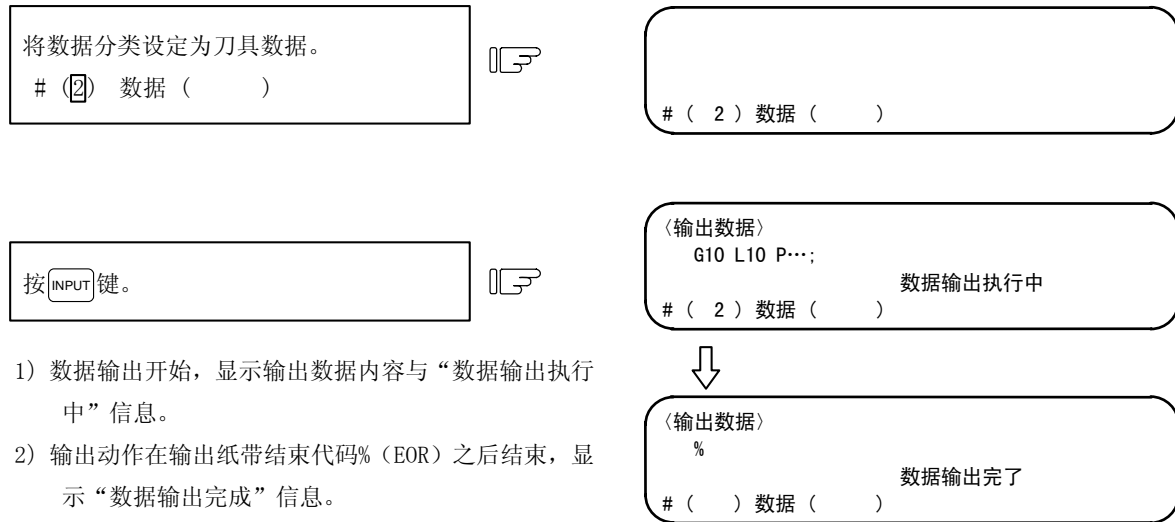 将数据分类设定为刀具数据。
# (2) 数据 ( )
# ( 2 ) 数据 ( )
按INPUT键。
〈输出数据〉
G10 L10 P…;
数据输出执行中
# ( 2 ) 数据 ( )
1) 数据输出开始，显示输出数据内容与“数据输出执行
中”信息。
2) 输出动作在输出纸带结束代码%（EOR）之后结束，显
示“数据输出完成”信息。
〈输出数据〉
%
数据输出完了
# ( ) 数据 ( )